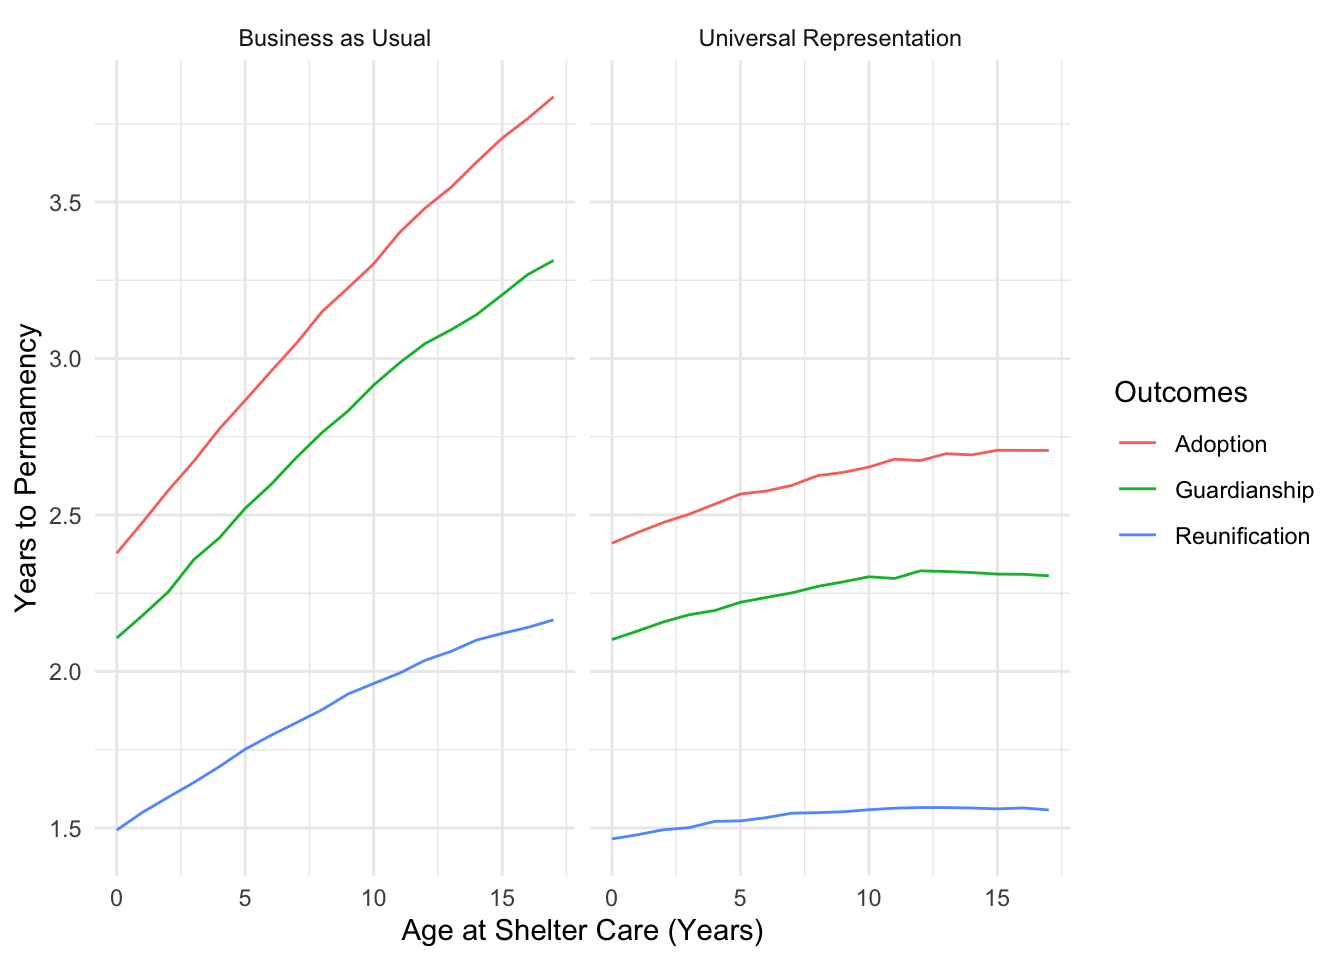 Business as Usual
Universal Representation
Years to Permamency
3.5
3.0
2.5
2.0
1.5
0 5 10 15
0 5 10 15
Age at Shelter Care (Years)
Outcomes
Adoption
Guardianship
Reunification